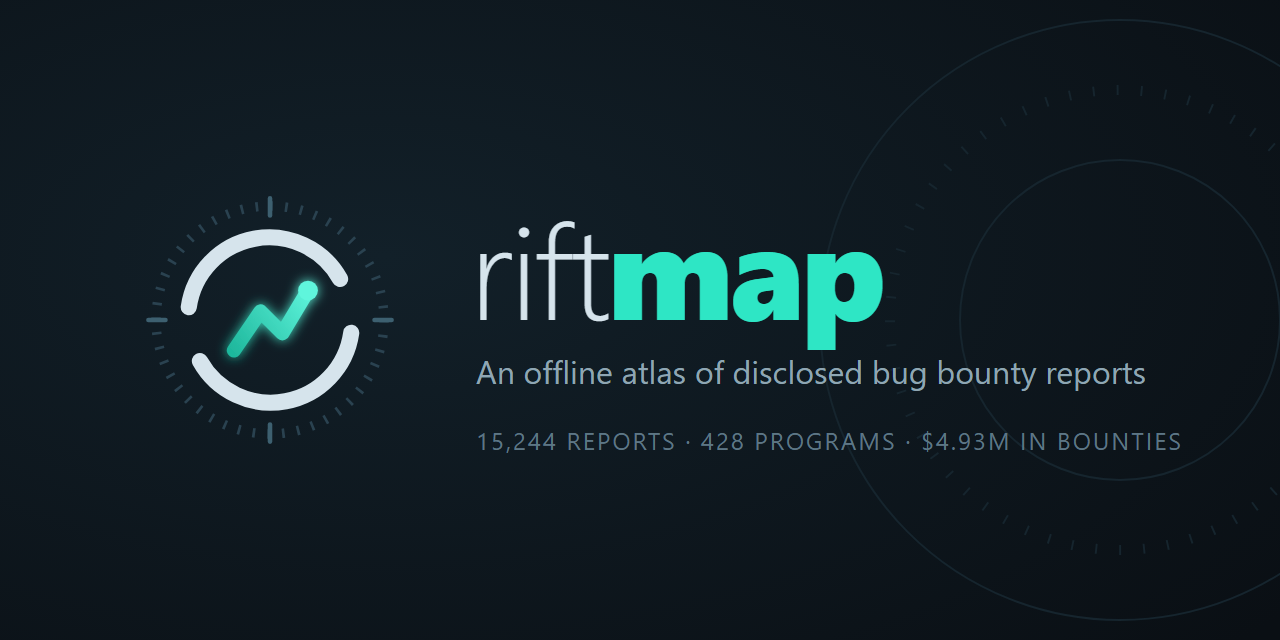 riftmap
An offline atlas of disclosed bug bounty reports
15,244 REPORTS · 428 PROGRAMS · $4.93M IN BOUNTIES